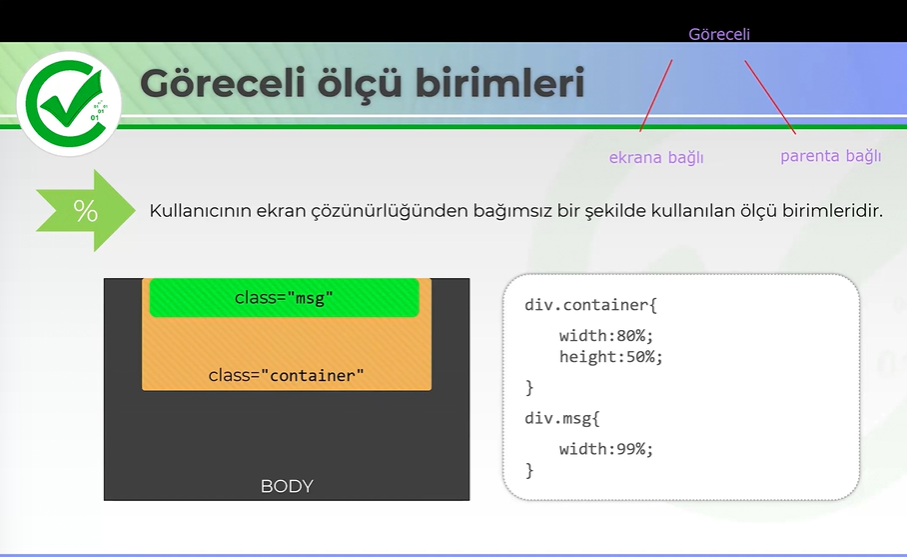 Göreceli
Göreceli ölçü birimleri
ekrana bağlı
parenta bağlı
%
Kullanıcının ekran çözünürlüğünden bağımsız bir şekilde kullanılan ölçü birimleridir.
class="msg"
class="container"
BODY
div.container{
width:80%;
height:50%;
}
div.msg{
width:99%;
}